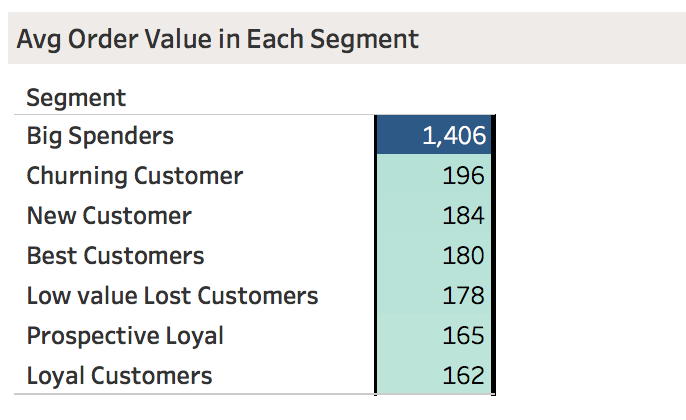 Avg Order Value in Each Segment
Segment
Big Spenders 1,406
Churning Customer 196
New Customer 184
Best Customers 180
Low value Lost Customers 178
Prospective Loyal 165
Loyal Customers 162